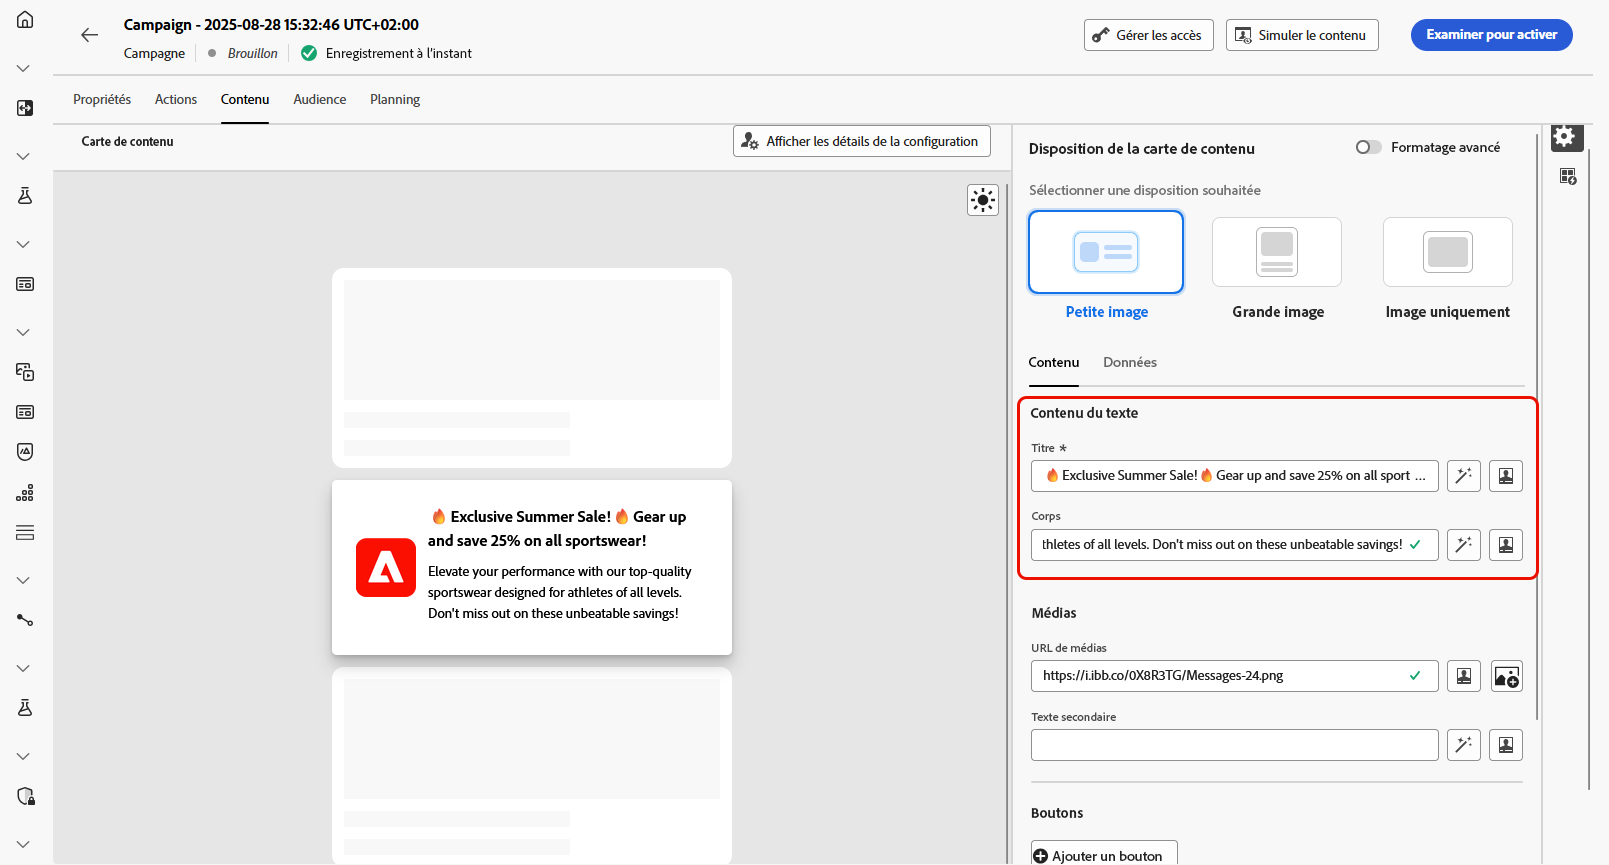 Campaign - 2025-08-28 15:32:46 UTC+02:00
Campagne
Brouillon
Enregistrement à l'instant
Gérer les accès
Simuler le contenu
Examiner pour activer
Propriétés
Actions
Contenu
Audience
Planning
Carte de contenu
Afficher les détails de la configuration
🔥 Exclusive Summer Sale! 🔥 Gear up
and save 25% on all sportswear!
Elevate your performance with our top-quality
sportswear designed for athletes of all levels.
Don't miss out on these unbeatable savings!
Disposition de la carte de contenu
Formatage avancé
Sélectionner une disposition souhaitée
Petite image
Grande image
Image uniquement
Contenu
Données
Contenu du texte
Titre *
🔥 Exclusive Summer Sale! 🔥 Gear up and save 25% on all sport ...
Corps
thletes of all levels. Don't miss out on these unbeatable savings!
Médias
URL de médias
https://i.ibb.co/0X8R3TG/Messages-24.png
Texte secondaire
Boutons
Ajouter un bouton